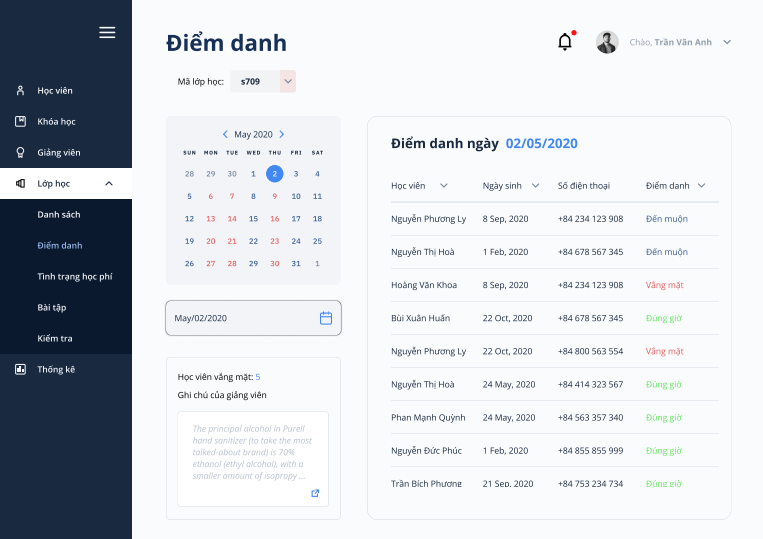 Điểm danh
Chào, Trần Vân Anh
Mã lớp học: s709
Học viên
Khóa học
Giảng viên
Lớp học
Danh sách
Điểm danh
Tình trạng học phí
Bài tập
Kiểm tra
Thống kê
May 2020
SUN MON TUE WED THU FRI SAT
28 29 30 1 2 3 4
5 6 7 8 9 10 11
12 13 14 15 16 17 18
19 20 21 22 23 24 25
26 27 28 29 30 31 1
May/02/2020
Học viên vắng mặt: 5
Ghi chú của giảng viên
The principal alcohol in Purell
hand sanitizer (to take the most
talked-about brand) is 70%
ethanol (ethyl alcohol), with a
smaller amount of isopropy ...
Điểm danh ngày 02/05/2020
Học viên Ngày sinh Số điện thoại Điểm danh
Nguyễn Phương Ly 8 Sep, 2020 +84 234 123 908 Đến muộn
Nguyễn Thị Hoà 1 Feb, 2020 +84 678 567 345 Đến muộn
Hoàng Văn Khoa 8 Sep, 2020 +84 234 123 908 Vắng mặt
Bùi Xuân Huấn 22 Oct, 2020 +84 678 567 345 Đúng giờ
Nguyễn Phương Ly 22 Oct, 2020 +84 800 563 554 Vắng mặt
Nguyễn Thị Hoà 24 May, 2020 +84 414 323 567 Đúng giờ
Phan Mạnh Quỳnh 24 May, 2020 +84 563 357 340 Đúng giờ
Nguyễn Đức Phúc 1 Feb, 2020 +84 855 855 999 Đúng giờ
Trần Bích Phương 21 Sep, 2020 +84 753 234 734 Đúng giờ